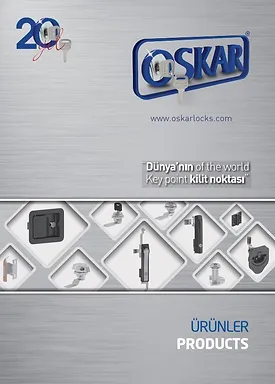 20 yıl
OSKAR®
www.oskarlocks.com
"Dünya'nın of the world
Key point kilit noktası"
ÜRÜNLER
PRODUCTS